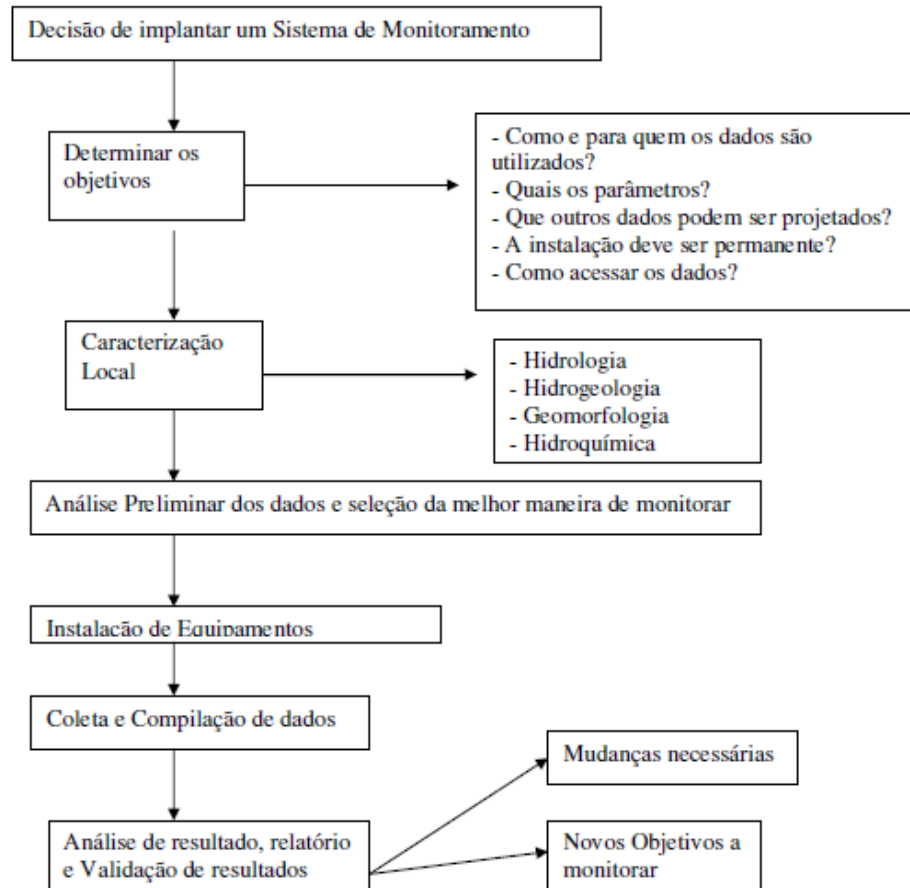 Decisão de implantar um Sistema de Monitoramento
Determinar os
objetivos
- Como e para quem os dados são
utilizados?
- Quais os parâmetros?
- Que outros dados podem ser projetados?
- A instalação deve ser permanente?
- Como acessar os dados?
Caracterização
Local
- Hidrologia
- Hidrogeologia
- Geomorfologia
- Hidroquímica
Análise Preliminar dos dados e seleção da melhor maneira de monitorar
Instalação de Equipamentos
Coleta e Compilação de dados
Mudanças necessárias
Análise de resultado, relatório
e Validação de resultados
Novos Objetivos a
monitorar